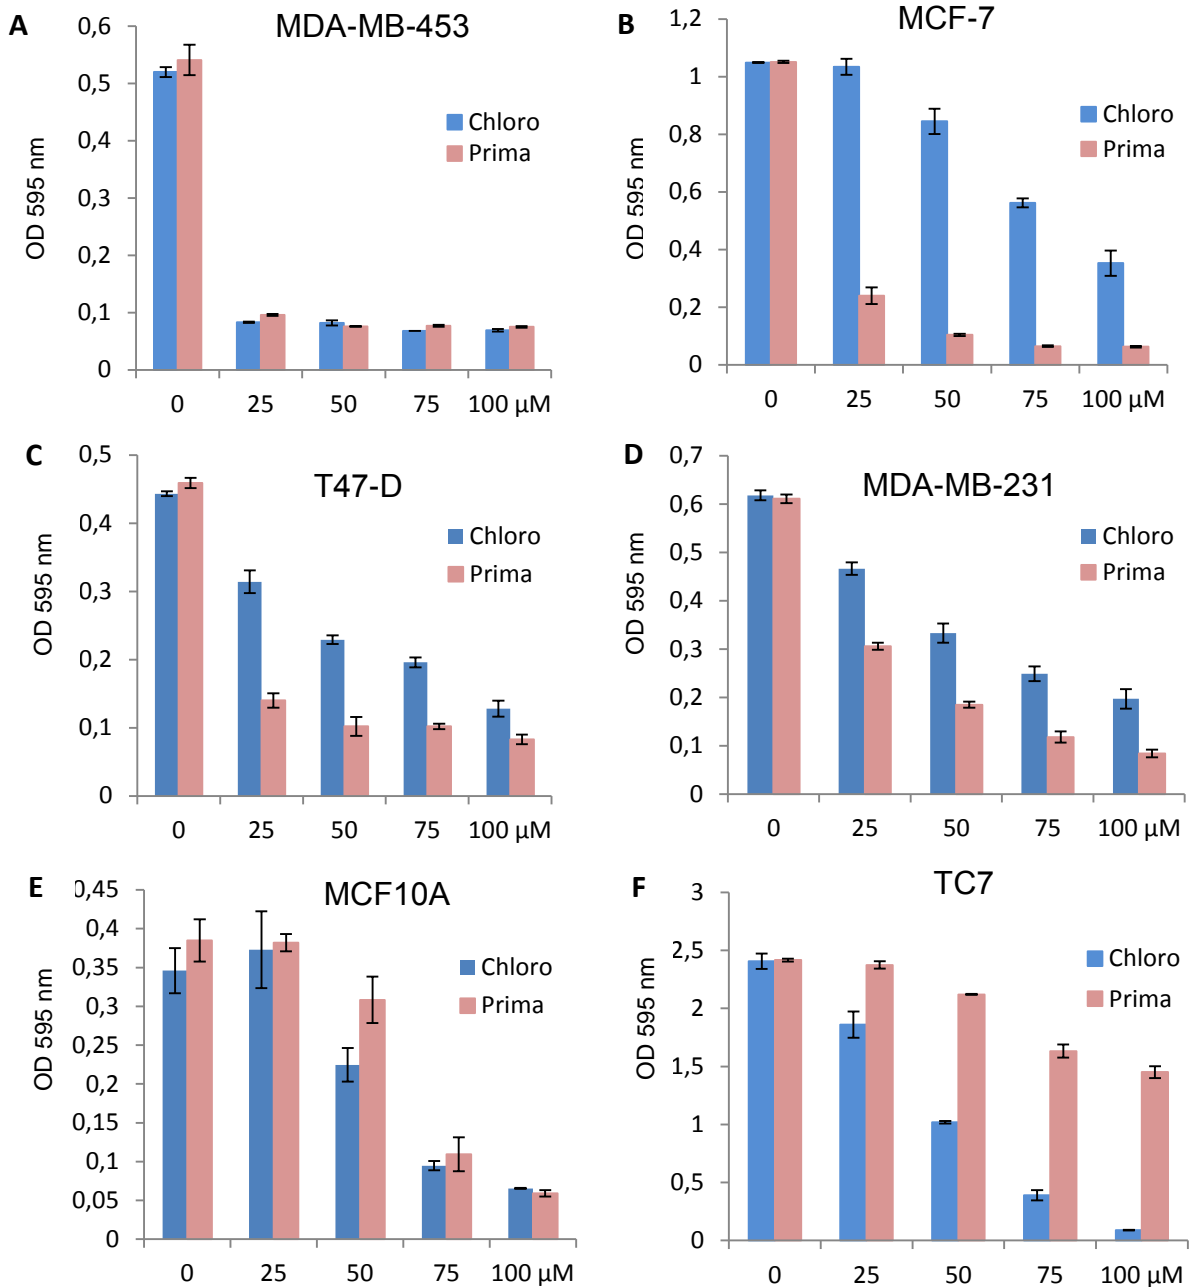 A
MDA-MB-453
0,6
0,5
0,4
0,3
0,2
0,1
0
OD 595 nm
Chloro
Prima
0 25 50 75 100 µM
B
MCF-7
1,2
1
0,8
0,6
0,4
0,2
0
OD 595 nm
Chloro
Prima
0 25 50 75 100 µM
C
T47-D
0,5
0,4
0,3
0,2
0,1
0
OD 595 nm
Chloro
Prima
0 25 50 75 100 µM
D
MDA-MB-231
0,7
0,6
0,5
0,4
0,3
0,2
0,1
0
OD 595 nm
Chloro
Prima
0 25 50 75 100 µM
E
MCF10A
0,45
0,4
0,35
0,3
0,25
0,2
0,15
0,1
0,05
0
OD 595 nm
Chloro
Prima
0 25 50 75 100 µM
F
TC7
3
2,5
2
1,5
1
0,5
0
OD 595 nm
Chloro
Prima
0 25 50 75 100 µM